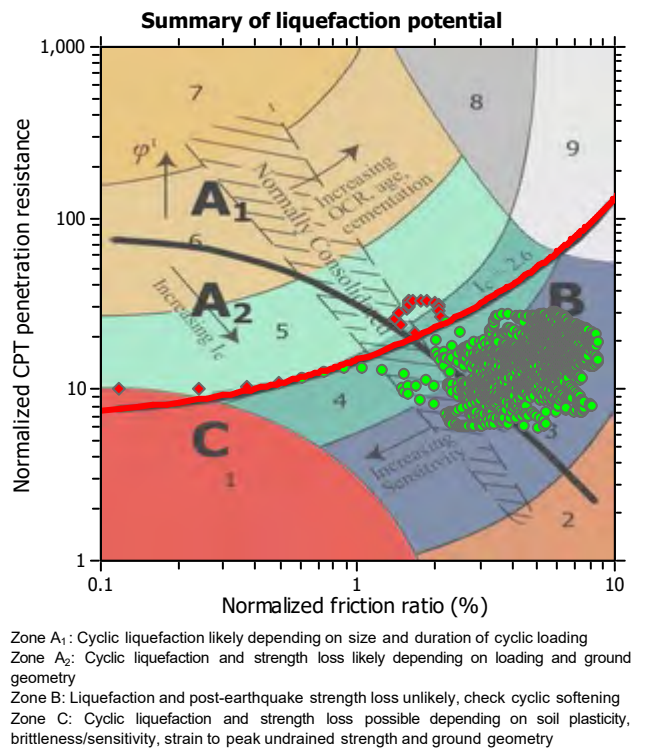 Summary of liquefaction potential
1,000
100
10
1
Normalized CPT penetration resistance
7
8
9
φ'
A1
Increasing
OCR, age,
cementation
Normally Consolidated
6
A2
Increasing Ic
5
Ic = 2.6
B
4
C
1
Increasing
Sensitivity
3
2
0.1
1
10
Normalized friction ratio (%)
Zone A1: Cyclic liquefaction likely depending on size and duration of cyclic loading
Zone A2: Cyclic liquefaction and strength loss likely depending on loading and ground
geometry
Zone B: Liquefaction and post-earthquake strength loss unlikely, check cyclic softening
Zone C: Cyclic liquefaction and strength loss possible depending on soil plasticity,
brittleness/sensitivity, strain to peak undrained strength and ground geometry